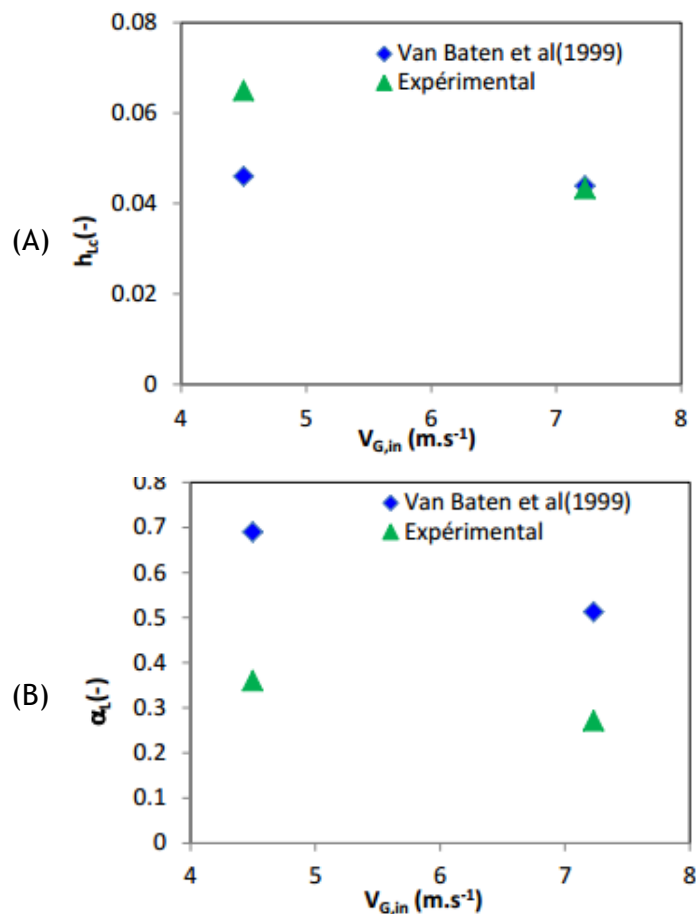 0.08
Van Baten et al(1999)
Expérimental
0.06
(A)
0.04
h_Lc(-)
0.02
0
4 5 6 7 8
V_G,in (m.s⁻¹)
0.8
Van Baten et al(1999)
0.7
Expérimental
0.6
0.5
(B)
0.4
α_L(-)
0.3
0.2
0.1
0
4 5 6 7 8
V_G,in (m.s⁻¹)